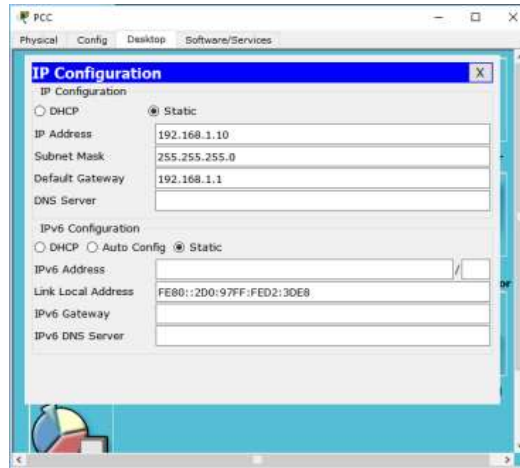 PCC
Physical Config Desktop Software/Services
IP Configuration X
IP Configuration
DHCP Static
IP Address 192.168.1.10
Subnet Mask 255.255.255.0
Default Gateway 192.168.1.1
DNS Server
IPv6 Configuration
DHCP Auto Config Static
IPv6 Address /
Link Local Address FE80::2D0:97FF:FED2:3DE8
IPv6 Gateway
IPv6 DNS Server